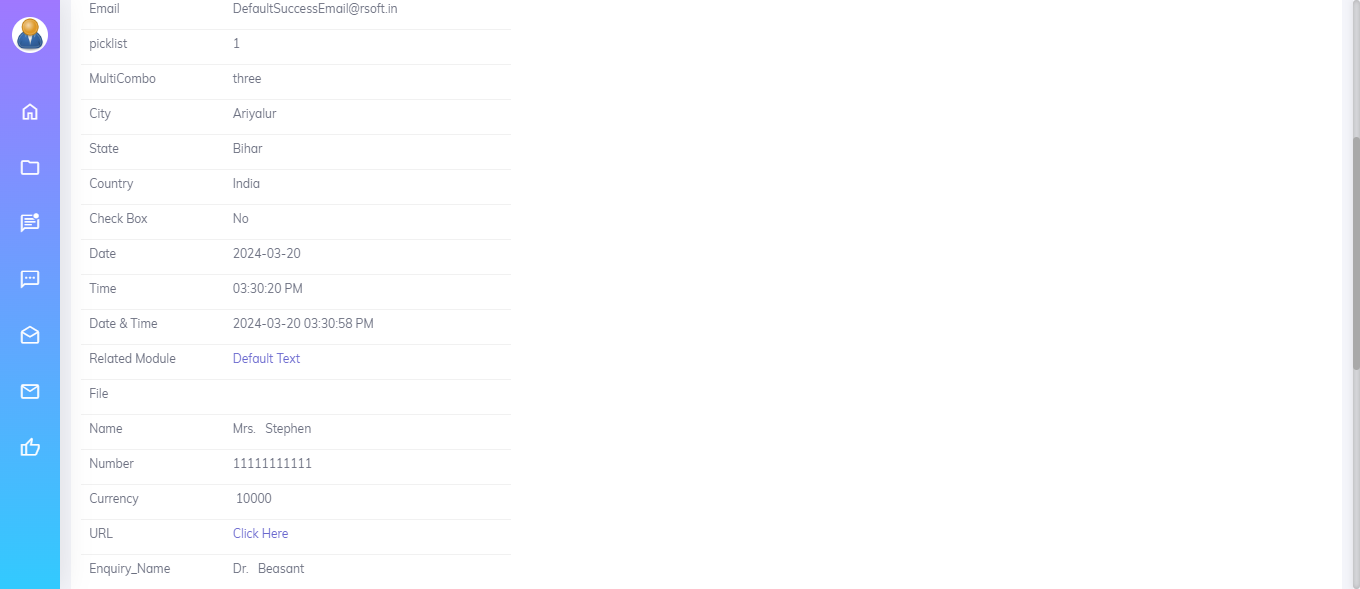 Email DefaultSuccessEmail@rsoft.in
picklist 1
MultiCombo three
City Ariyalur
State Bihar
Country India
Check Box No
Date 2024-03-20
Time 03:30:20 PM
Date & Time 2024-03-20 03:30:58 PM
Related Module Default Text
File
Name Mrs. Stephen
Number 11111111111
Currency 10000
URL Click Here
Enquiry_Name Dr. Beasant